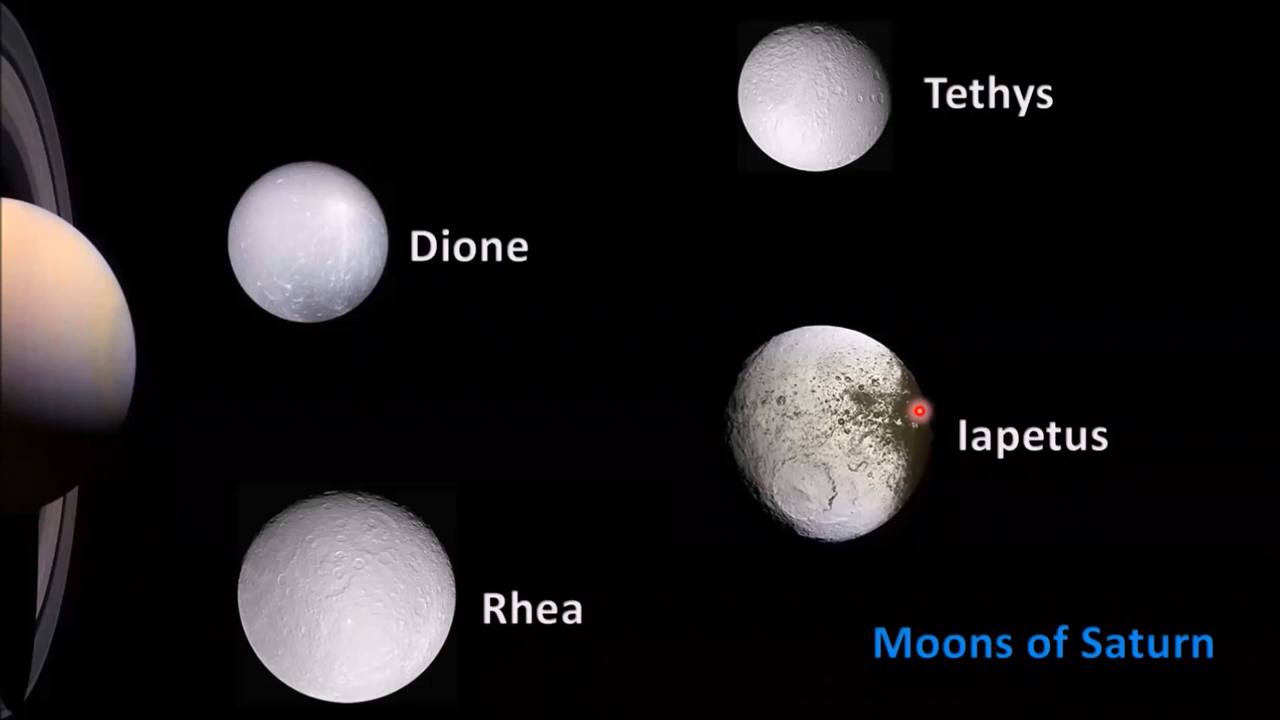 Tethys
Dione
Iapetus
Rhea
Moons of Saturn